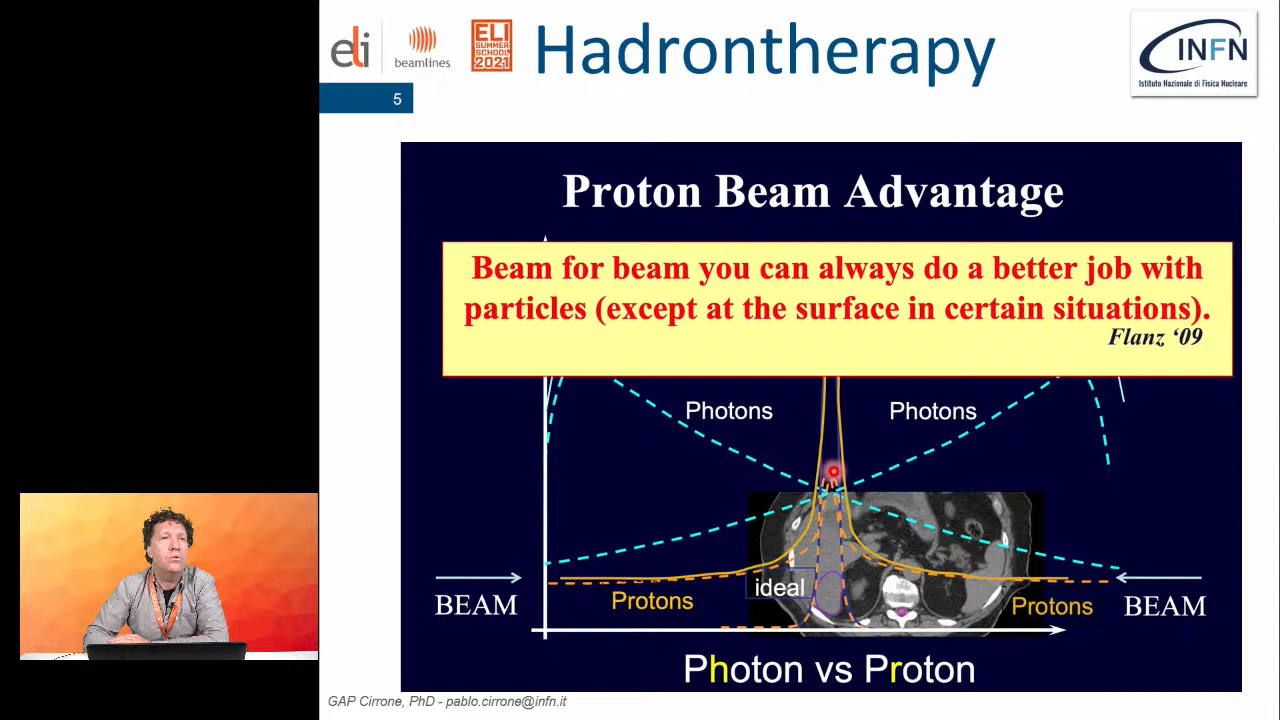 eli
beamlines
ELI
SUMMER
SCHOOL
2021
Hadrontherapy
INFN
Istituto Nazionale di Fisica Nucleare
5
Proton Beam Advantage
Beam for beam you can always do a better job with
particles (except at the surface in certain situations).
Flanz ‘09
Photons
Photons
ideal
BEAM
Protons
Protons
BEAM
Photon vs Proton
GAP Cirrone, PhD - pablo.cirrone@infn.it